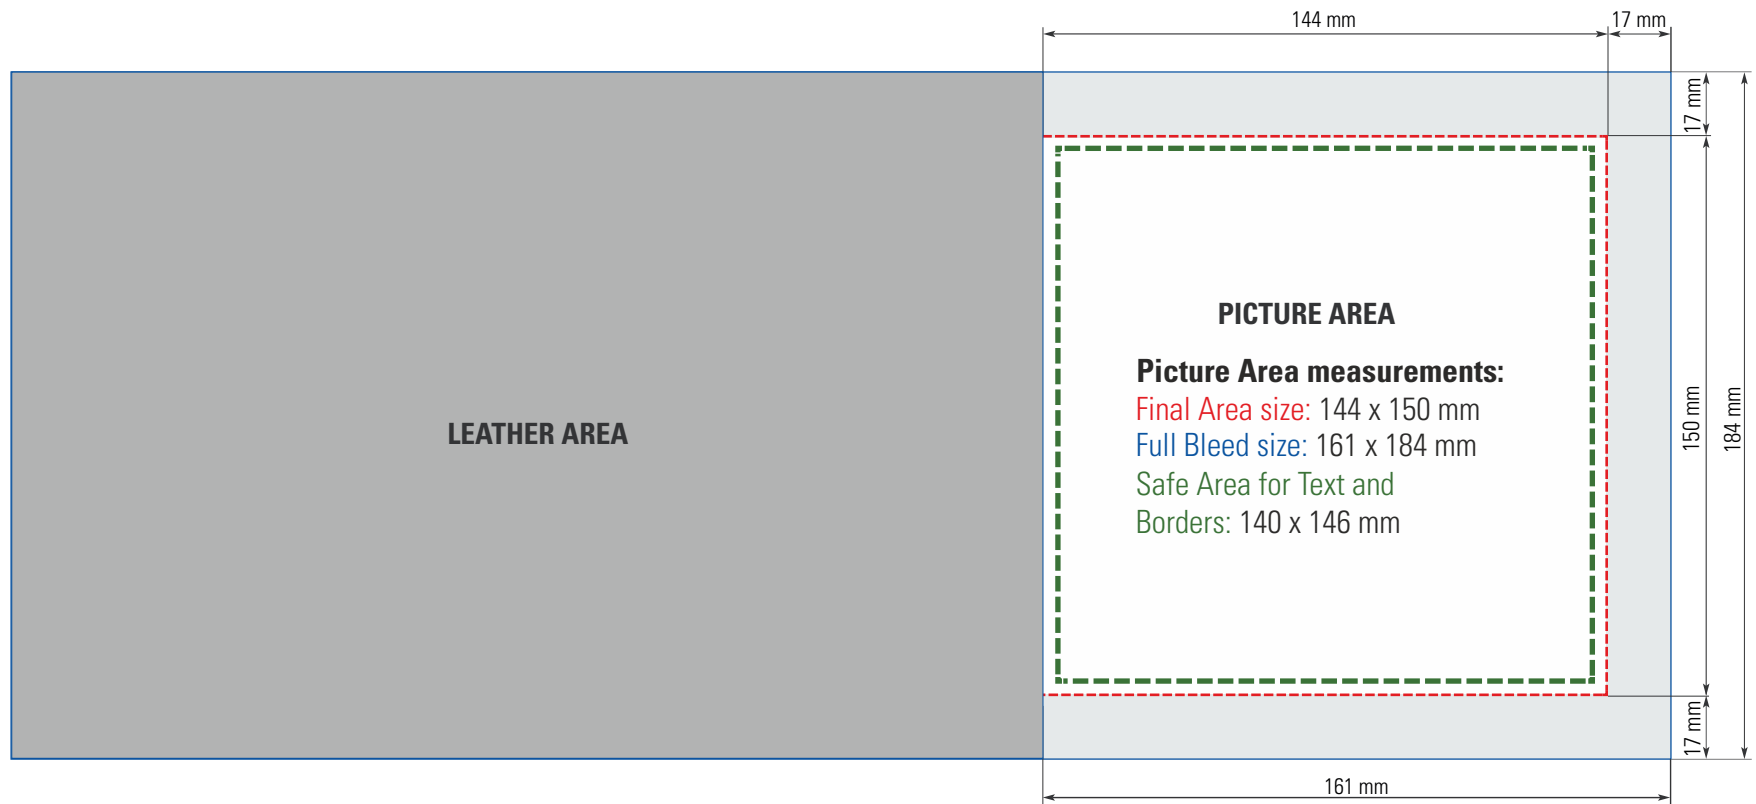 144 mm
17 mm
17 mm
LEATHER AREA
PICTURE AREA
Picture Area measurements:
Final Area size: 144 x 150 mm
Full Bleed size: 161 x 184 mm
Safe Area for Text and
Borders: 140 x 146 mm
150 mm
184 mm
17 mm
161 mm